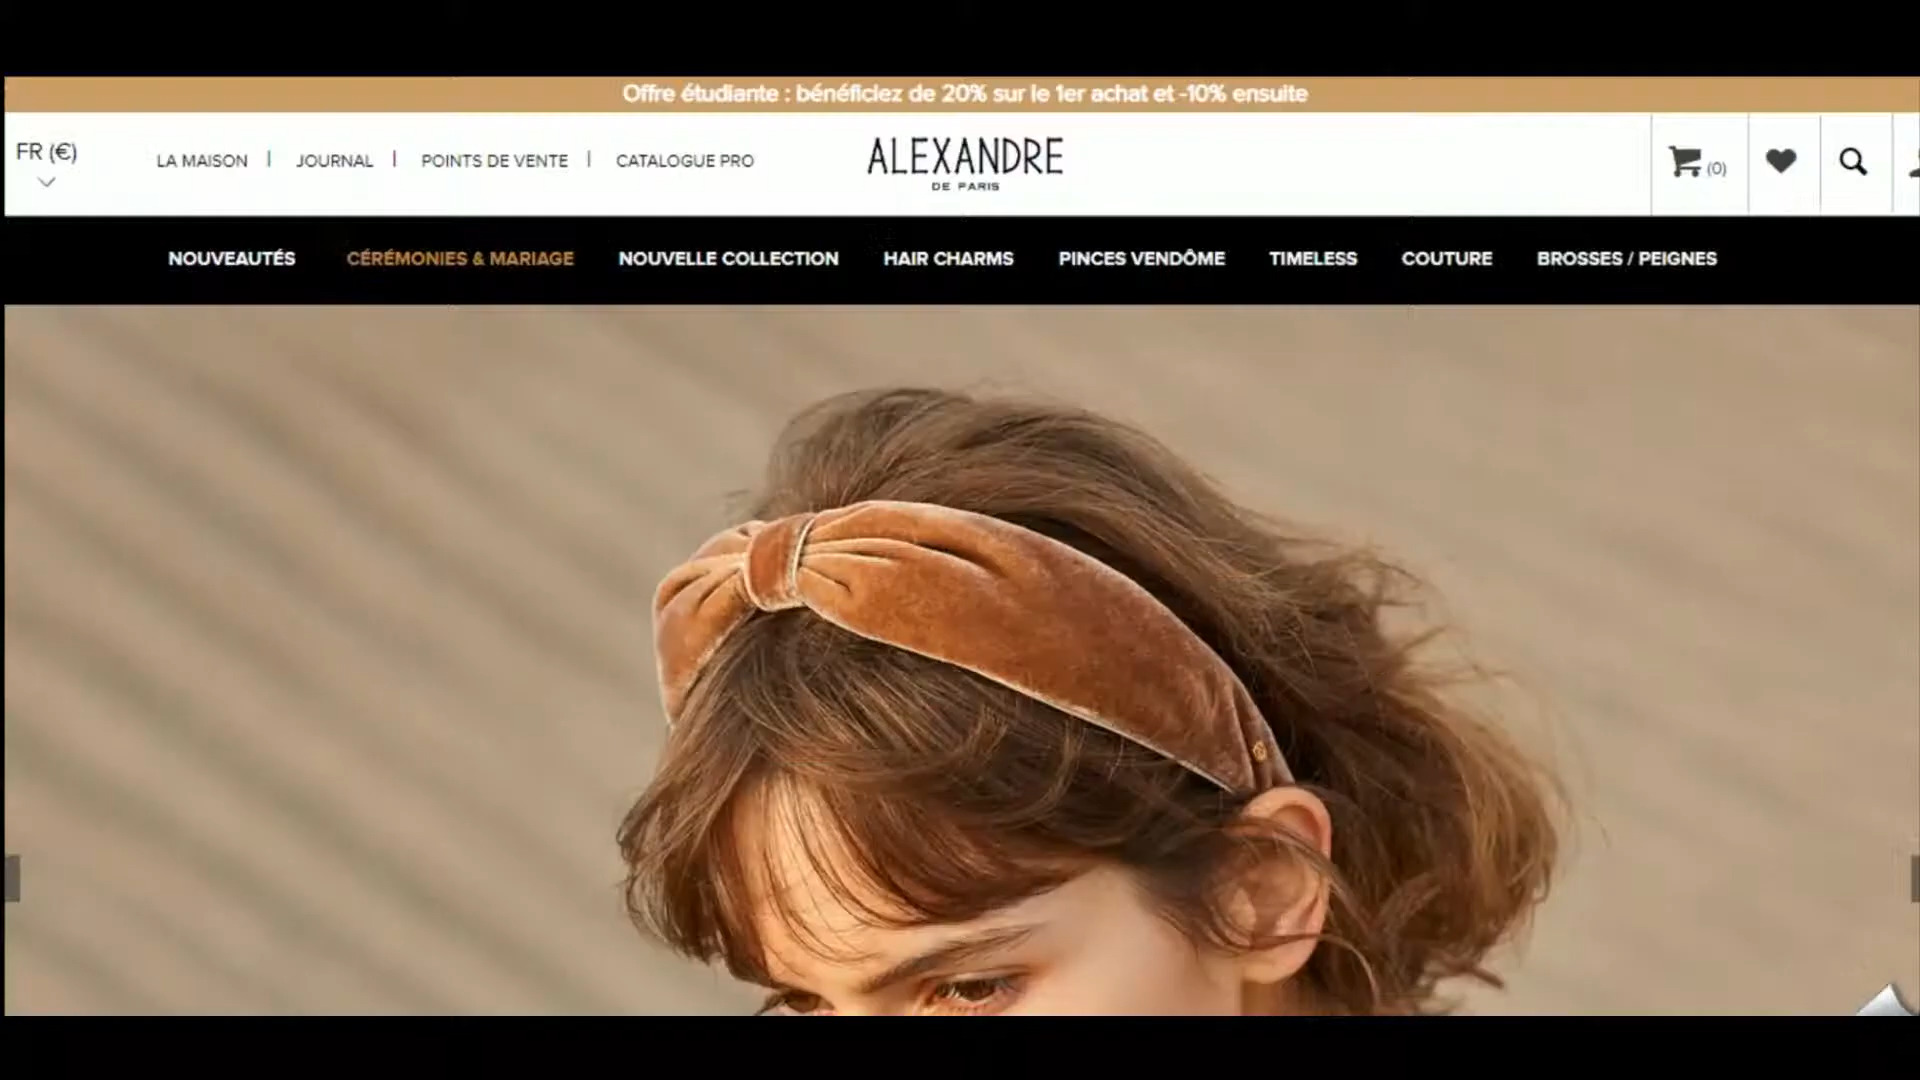 Offre étudiante : bénéficiez de 20% sur le 1er achat et -10% ensuite
FR (€)
LA MAISON | JOURNAL | POINTS DE VENTE | CATALOGUE PRO
ALEXANDRE
DE PARIS
(0)
NOUVEAUTÉS CÉRÉMONIES & MARIAGE NOUVELLE COLLECTION HAIR CHARMS PINCES VENDÔME TIMELESS COUTURE BROSSES / PEIGNES